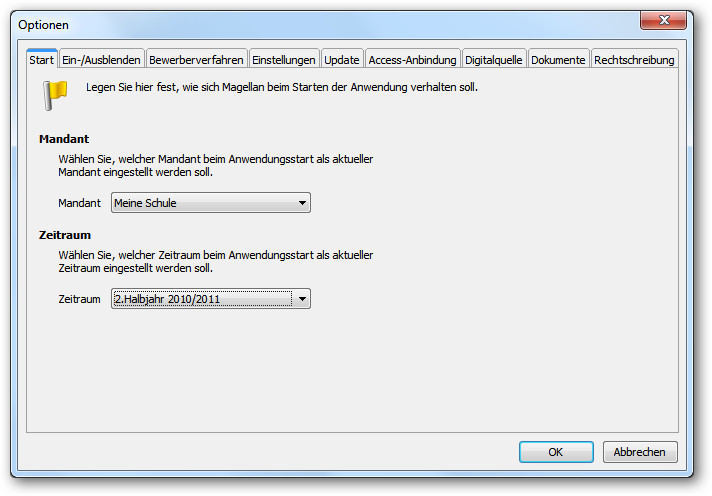 Optionen
Start Ein-/Ausblenden Bewerberverfahren Einstellungen Update Access-Anbindung Digitalquelle Dokumente Rechtschreibung
Legen Sie hier fest, wie sich Magellan beim Starten der Anwendung verhalten soll.
Mandant
Wählen Sie, welcher Mandant beim Anwendungsstart als aktueller
Mandant eingestellt werden soll.
Mandant Meine Schule
Zeitraum
Wählen Sie, welcher Zeitraum beim Anwendungsstart als aktueller
Zeitraum eingestellt werden soll.
Zeitraum 2.Halbjahr 2010/2011
OK Abbrechen